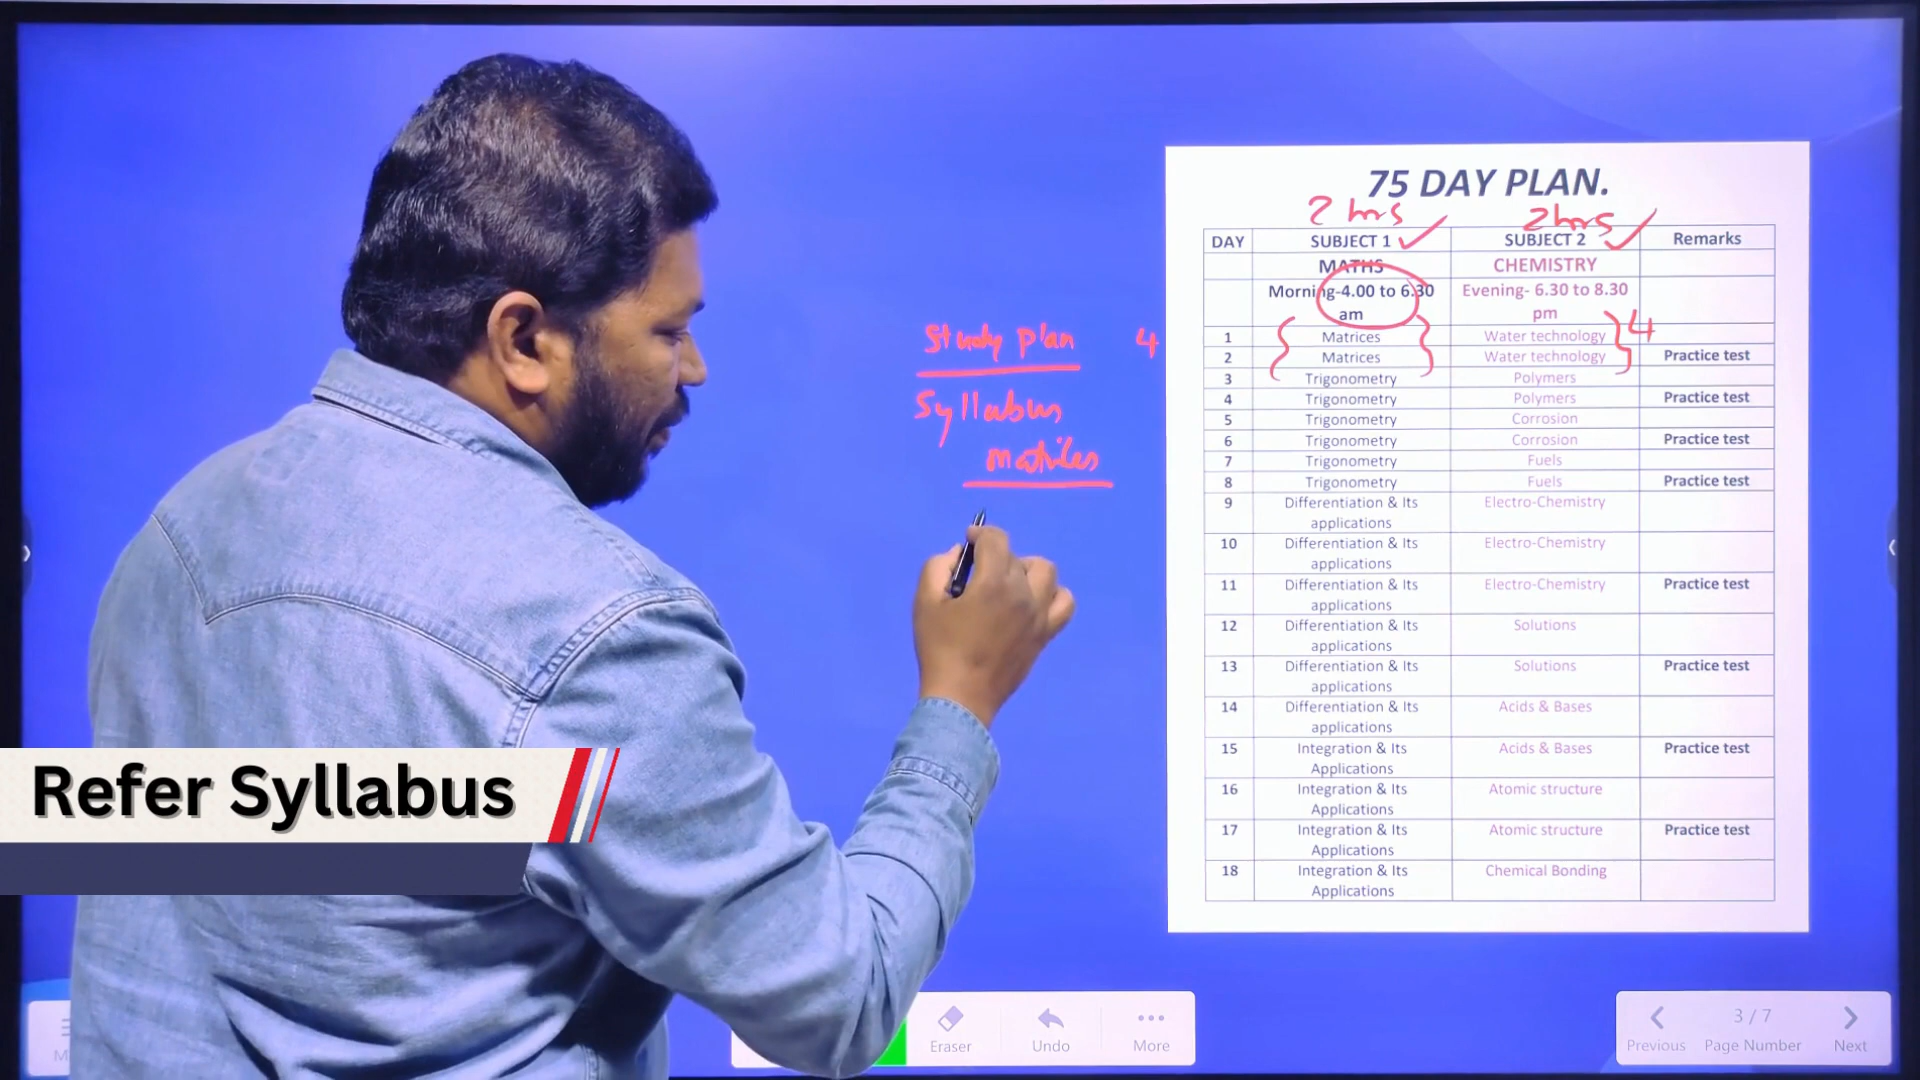 75 DAY PLAN.
2 hrs 2hrs
DAY SUBJECT 1 SUBJECT 2 Remarks
MATHS CHEMISTRY
Morning-4.00 to 6.30 am Evening- 6.30 to 8.30 pm
4
1 Matrices Water technology
2 Matrices Water technology Practice test
3 Trigonometry Polymers
4 Trigonometry Polymers Practice test
5 Trigonometry Corrosion
6 Trigonometry Corrosion Practice test
7 Trigonometry Fuels
8 Trigonometry Fuels Practice test
9 Differentiation & Its applications Electro-Chemistry
10 Differentiation & Its applications Electro-Chemistry
11 Differentiation & Its applications Electro-Chemistry Practice test
12 Differentiation & Its applications Solutions
13 Differentiation & Its applications Solutions Practice test
14 Differentiation & Its applications Acids & Bases
15 Integration & Its Applications Acids & Bases Practice test
16 Integration & Its Applications Atomic structure
17 Integration & Its Applications Atomic structure Practice test
18 Integration & Its Applications Chemical Bonding
Study plan 4
Syllabus
Matrices
Refer Syllabus
Eraser Undo More
3 / 7
Previous Page Number Next